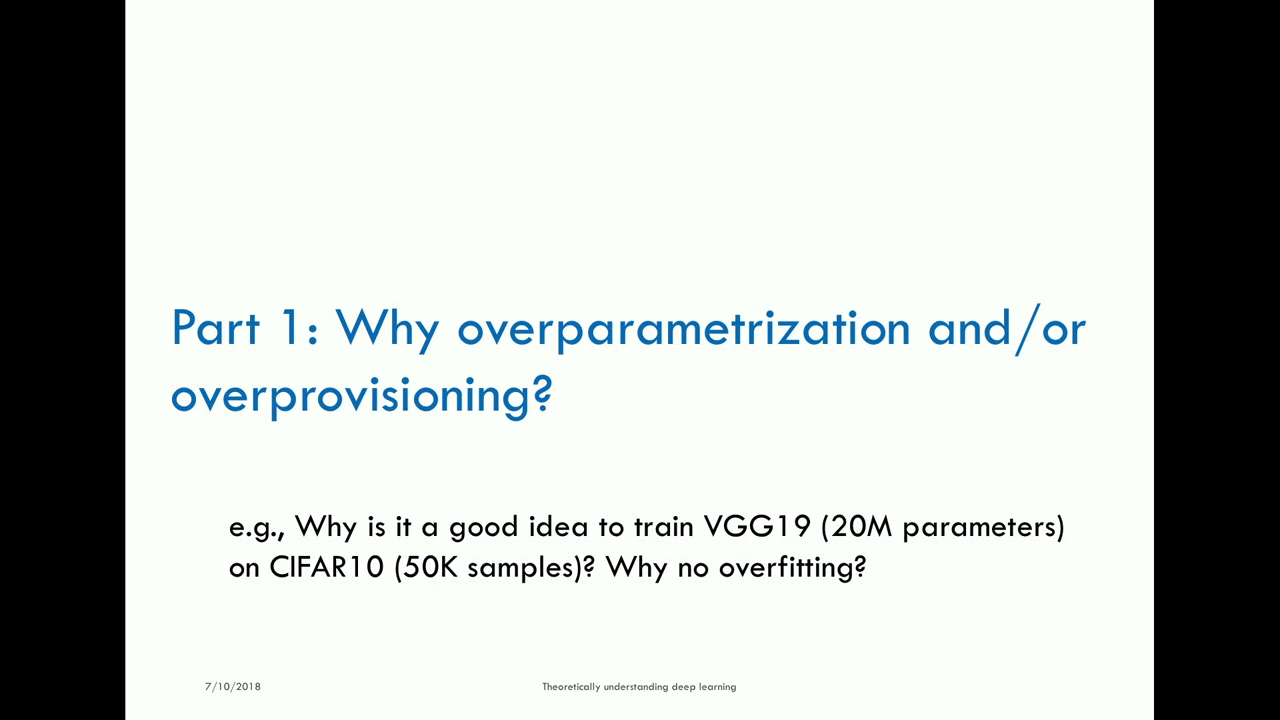 Part 1: Why overparametrization and/or
overprovisioning?
e.g., Why is it a good idea to train VGG19 (20M parameters)
on CIFAR10 (50K samples)? Why no overfitting?
7/10/2018
Theoretically understanding deep learning